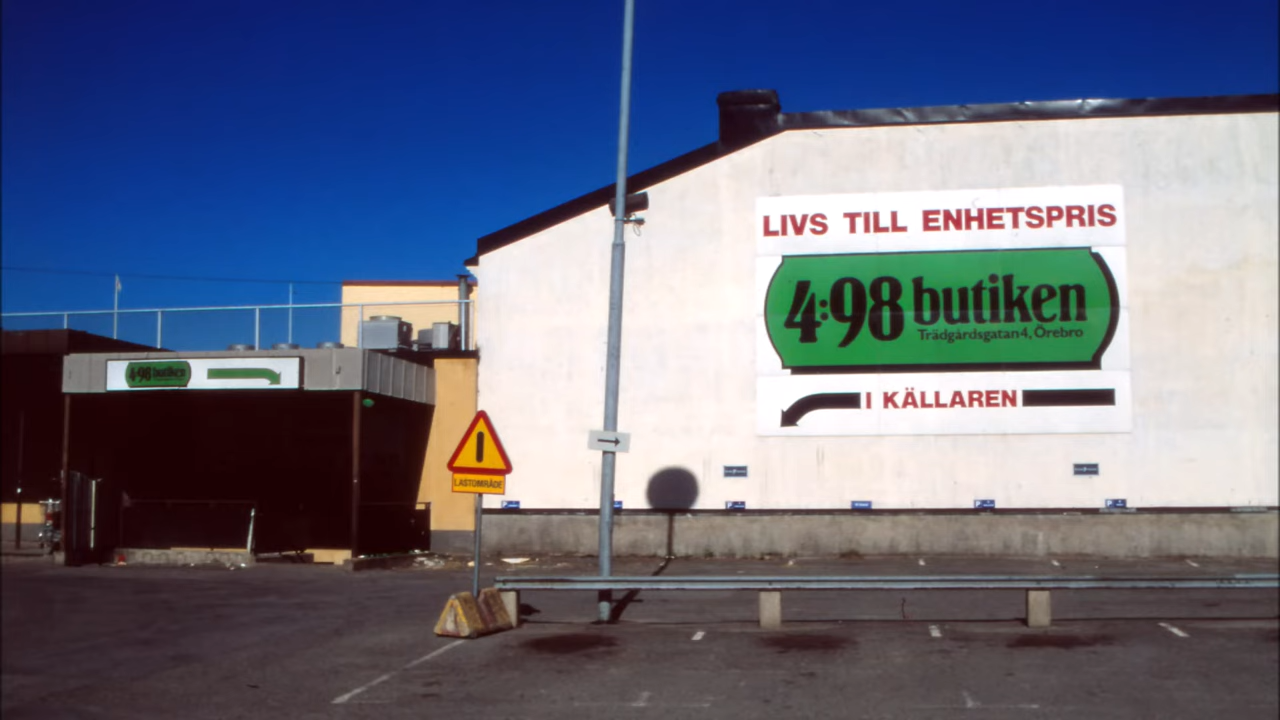 LIVS TILL ENHETSPRIS
4:98 butiken
Trädgårdsgatan 4, Örebro
I KÄLLAREN
4:98 butiken
LASTOMRÅDE